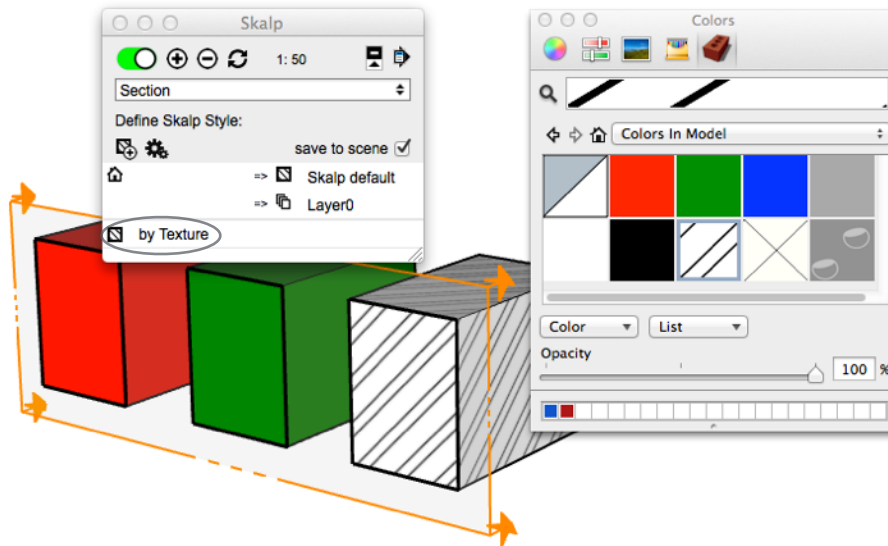 Skalp
1: 50
Section
Define Skalp Style:
save to scene
=> Skalp default
=> Layer0
by Texture
Colors
Colors In Model
Color
List
Opacity
100 %